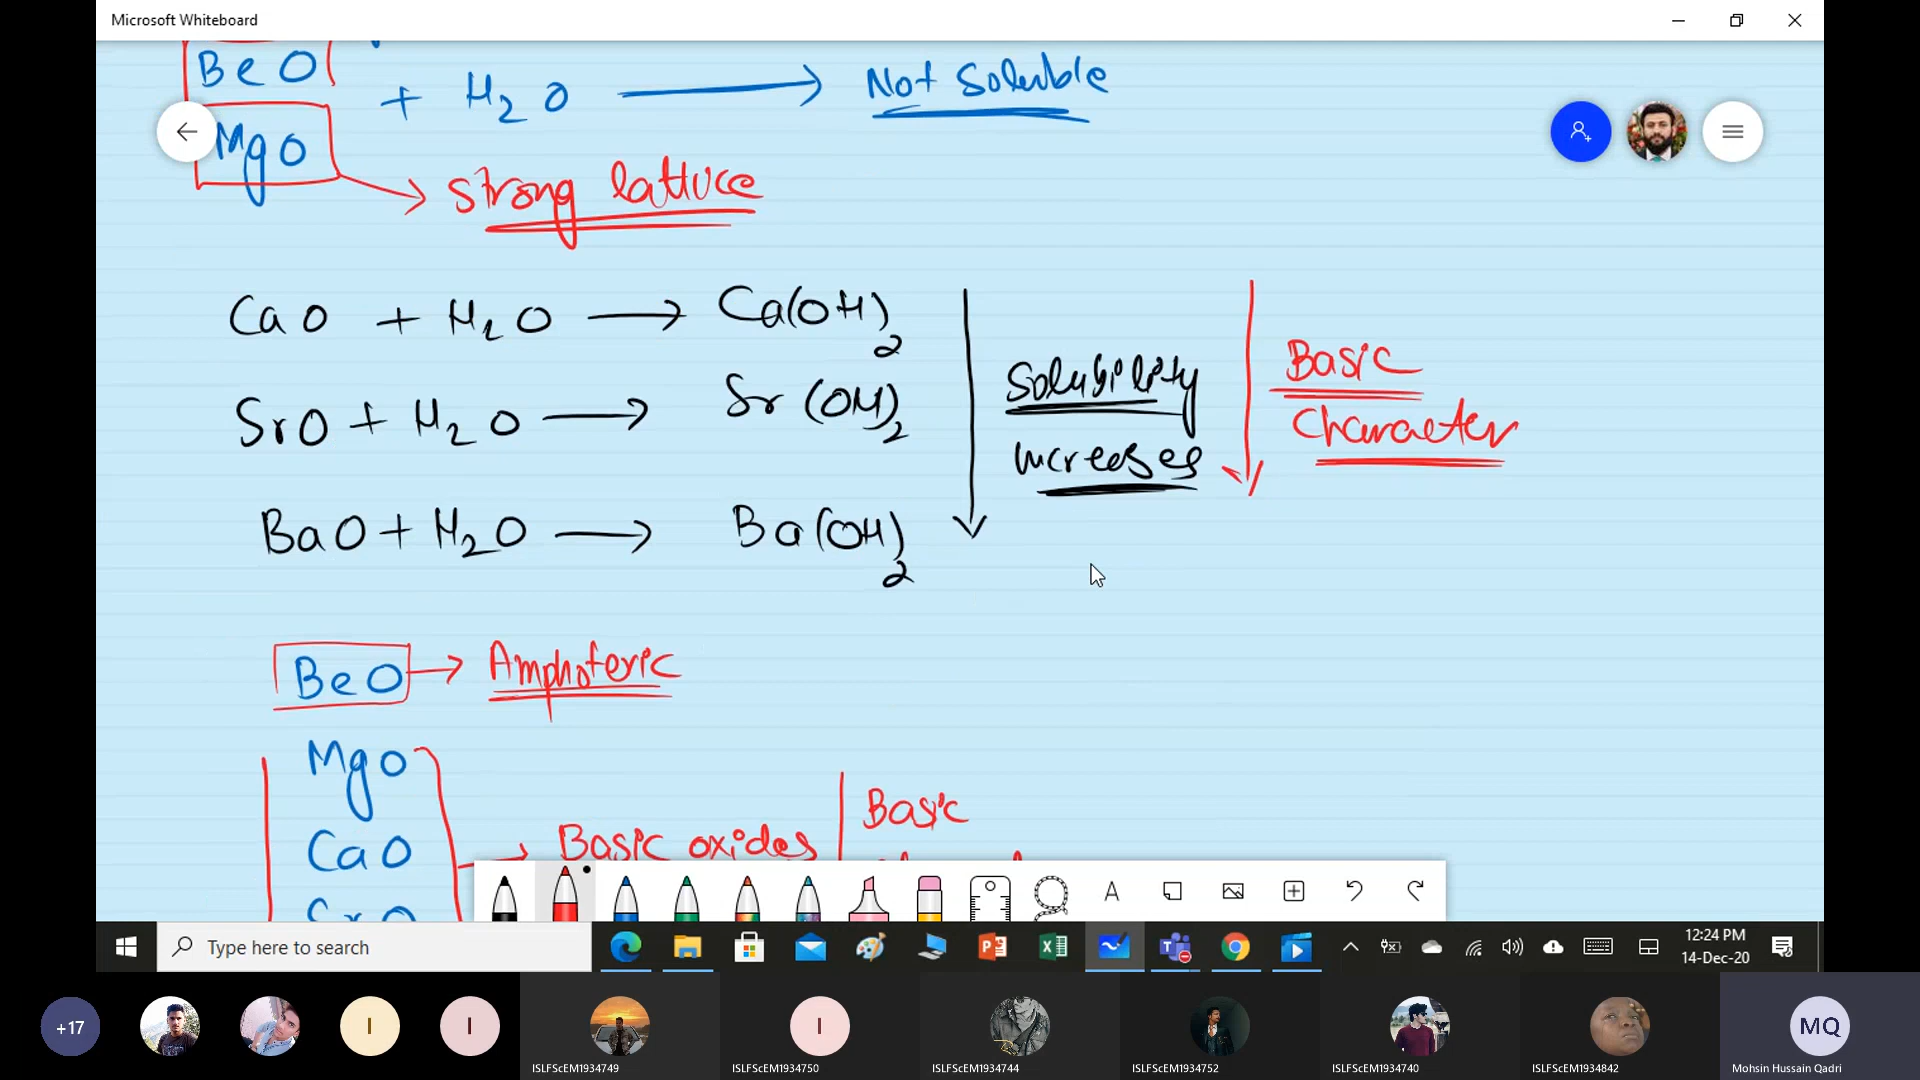 Microsoft Whiteboard
BeO
MgO
+ H2O ⟶ Not Soluble
strong lattuce
CaO + H2O ⟶ Ca(OH)2
SrO + H2O ⟶ Sr(OH)2
BaO + H2O ⟶ Ba(OH)2
Solubility
increases
Basic
Character
BeO → Amphoteric
MgO
CaO
SrO
Basic oxides
Basic
A
Type here to search
12:24 PM
14-Dec-20
+17
I
I
ISLFScEM1934749
I
ISLFScEM1934750
ISLFScEM1934744
ISLFScEM1934752
ISLFScEM1934740
ISLFScEM1934842
MQ
Mohsin Hussain Qadri